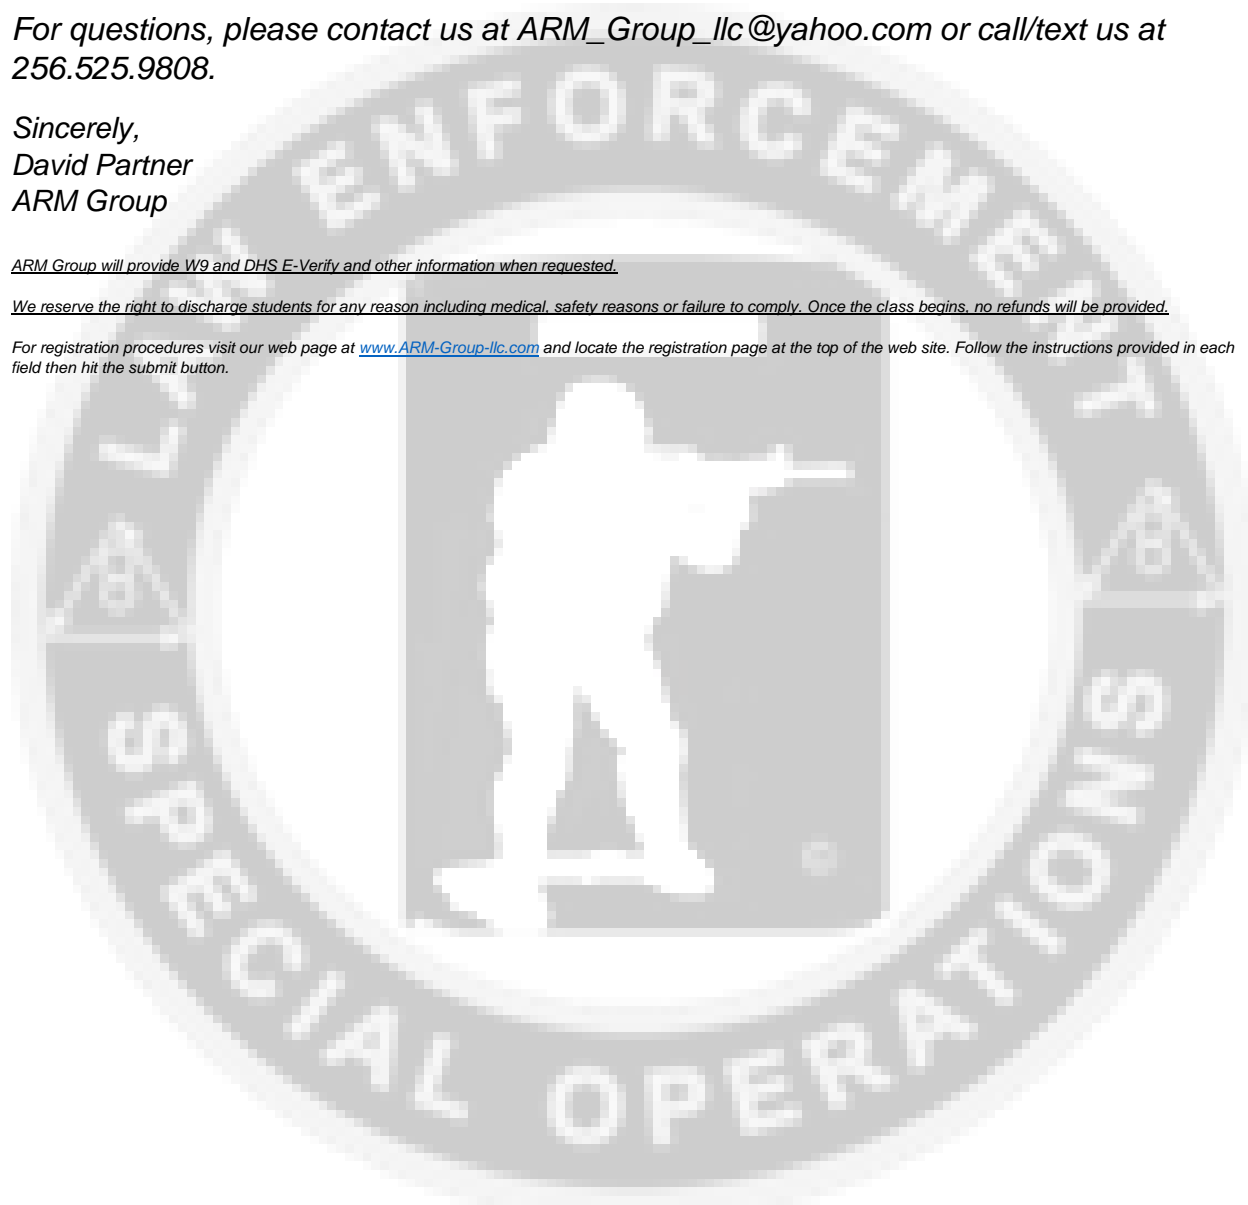 For questions, please contact us at ARM_Group_llc@yahoo.com or call/text us at
256.525.9808.
Sincerely,
David Partner
ARM Group
ARM Group will provide W9 and DHS E-Verify and other information when requested.
We reserve the right to discharge students for any reason including medical, safety reasons or failure to comply. Once the class begins, no refunds will be provided.
For registration procedures visit our web page at www.ARM-Group-llc.com and locate the registration page at the top of the web site. Follow the instructions provided in each
field then hit the submit button.
LAW ENFORCEMENT
SPECIAL OPERATIONS